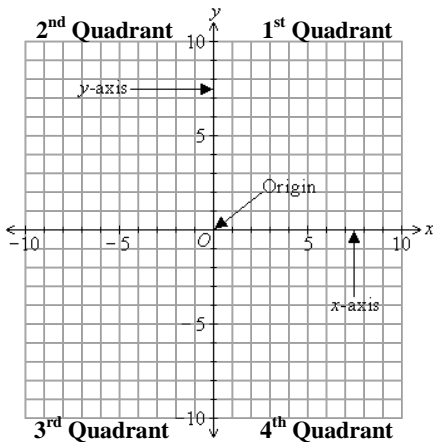 y
2nd Quadrant 1st Quadrant
10
y-axis
5
Origin
-10 -5 O 5 10 x
x-axis
-5
-10
3rd Quadrant 4th Quadrant